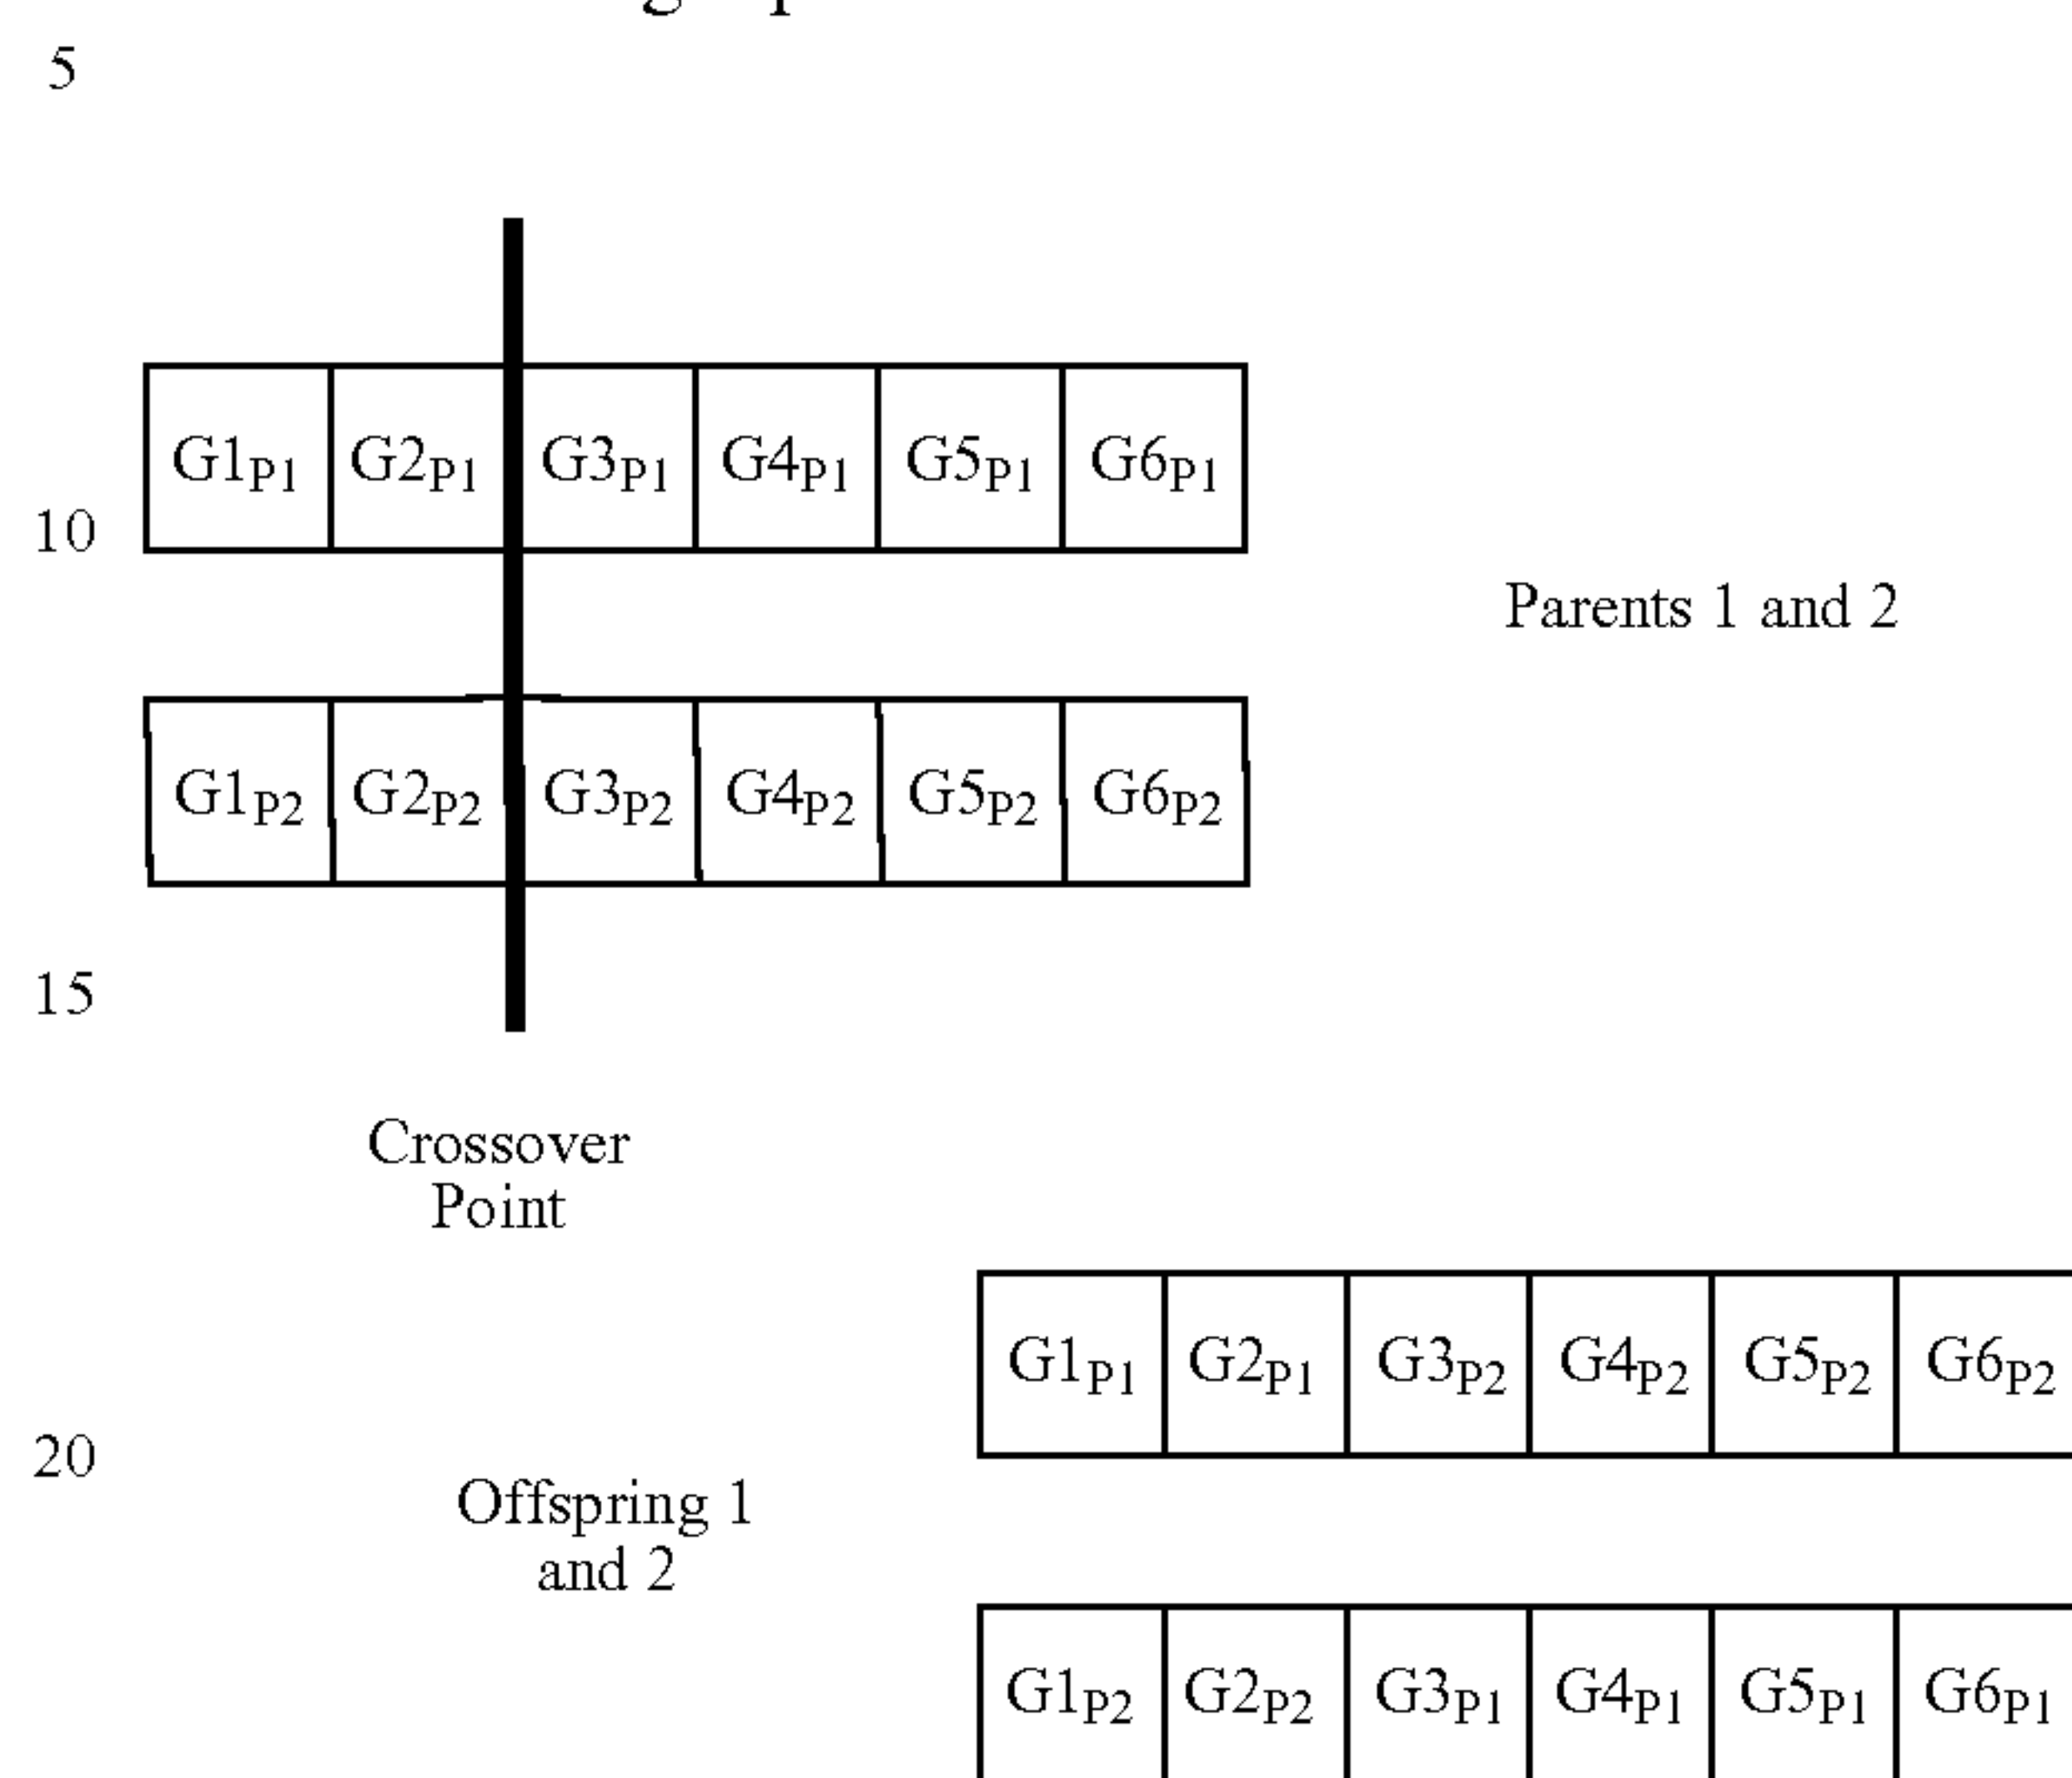 5
G1P1 G2P1 G3P1 G4P1 G5P1 G6P1
10
Parents 1 and 2
G1P2 G2P2 G3P2 G4P2 G5P2 G6P2
15
Crossover
Point
G1P1 G2P1 G3P2 G4P2 G5P2 G6P2
20
Offspring 1
and 2
G1P2 G2P2 G3P1 G4P1 G5P1 G6P1